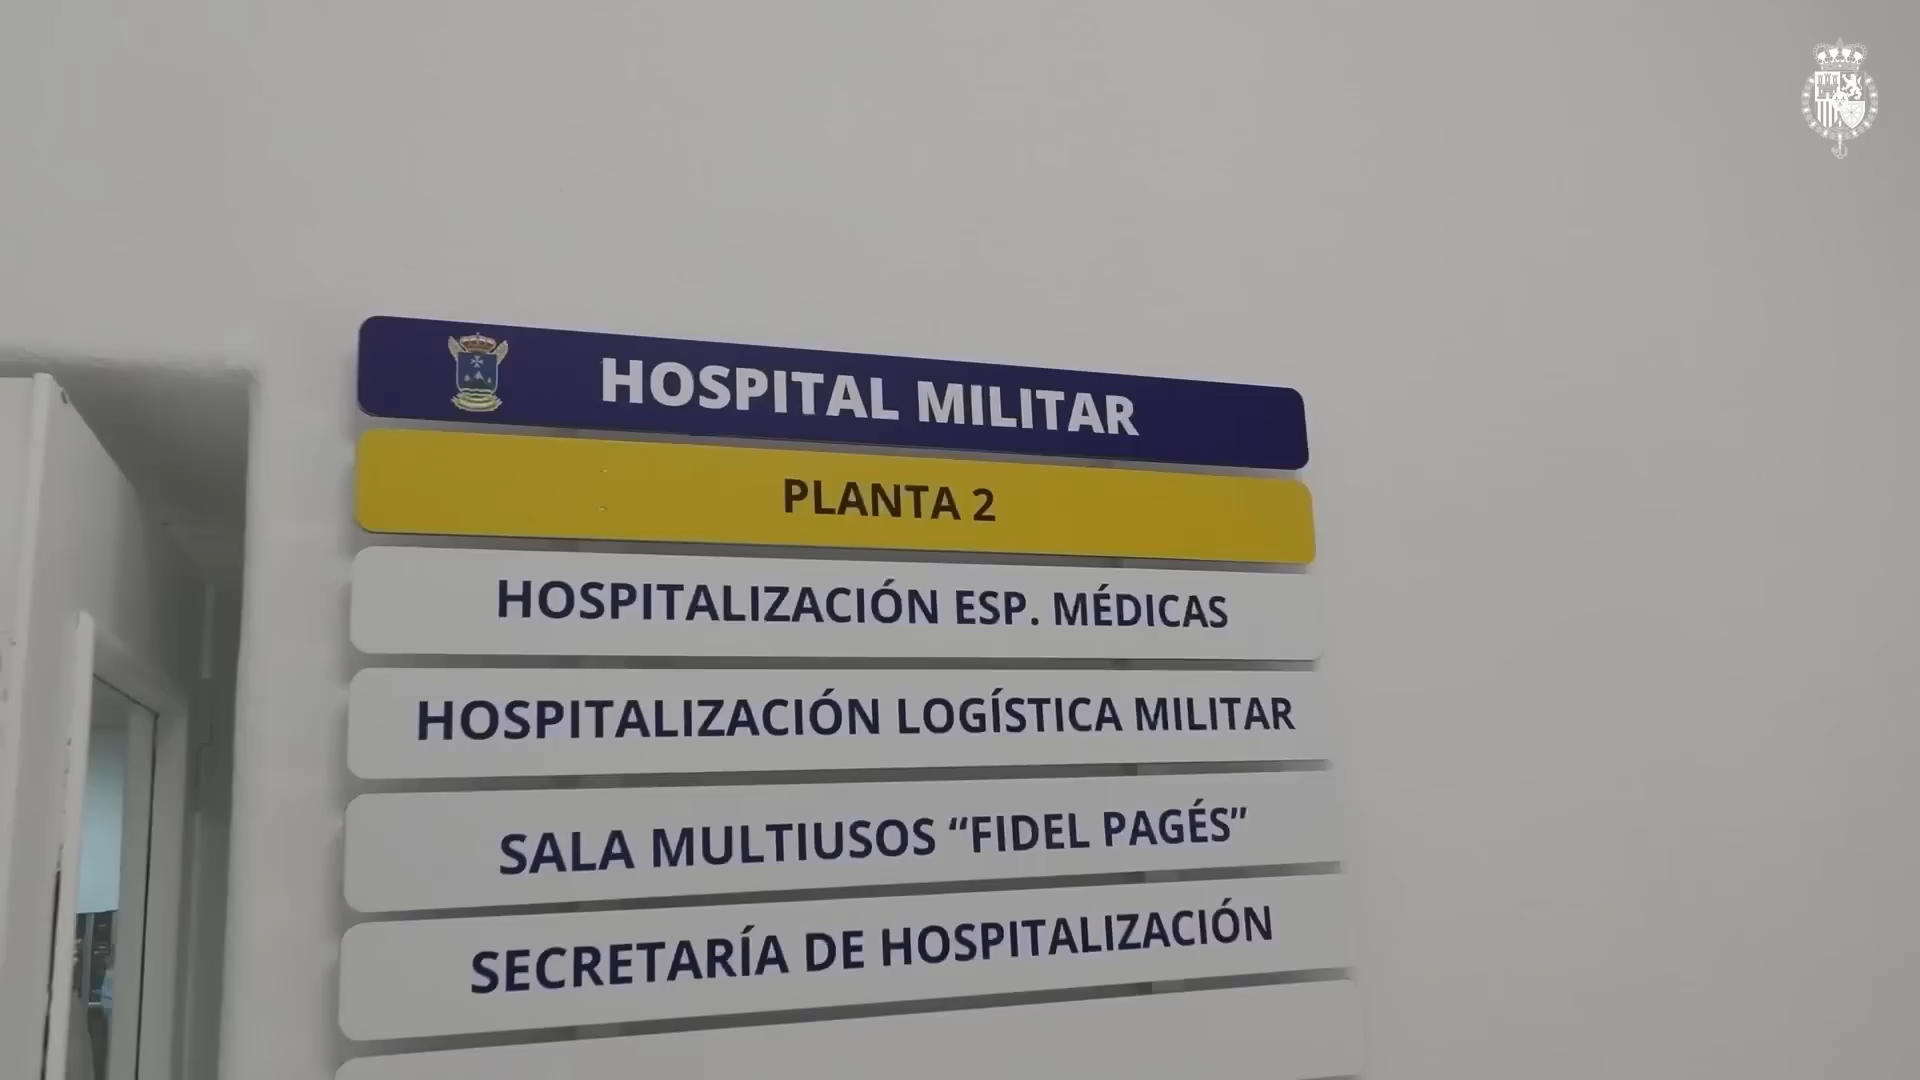 HOSPITAL MILITAR
PLANTA 2
HOSPITALIZACIÓN ESP. MÉDICAS
HOSPITALIZACIÓN LOGÍSTICA MILITAR
SALA MULTIUSOS “FIDEL PAGÉS”
SECRETARÍA DE HOSPITALIZACIÓN